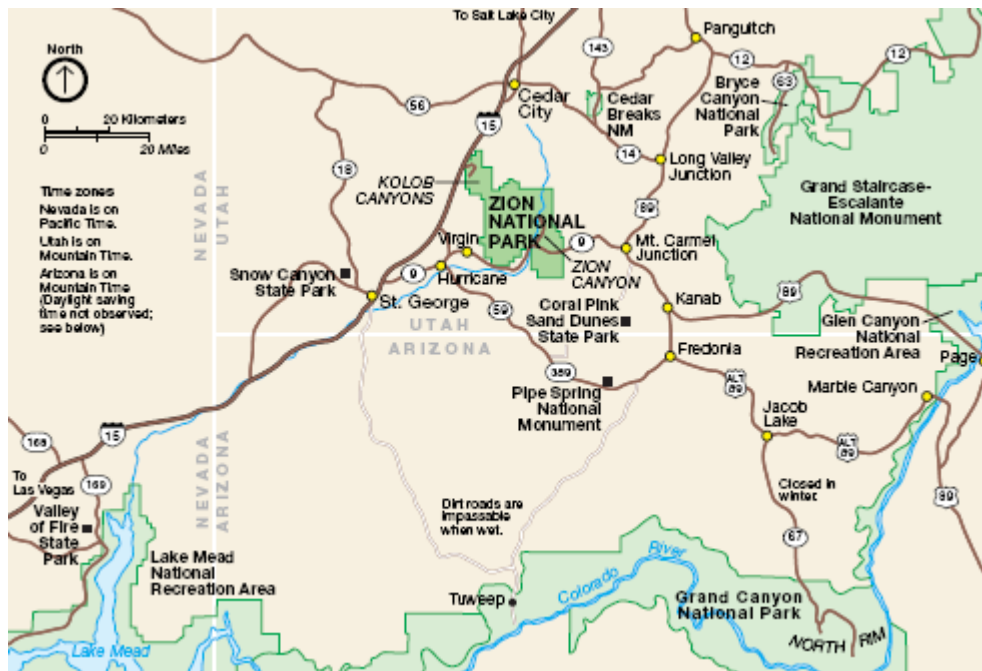 To Salt Lake City
North
0 20 Kilometers
0 20 Miles
Time zones
Nevada is on
Pacific Time.
Utah is on
Mountain Time.
Arizona is on
Mountain Time
(Daylight saving
time not observed;
see below)
NEVADA
UTAH
56
18
15
143
Panguitch
12
63
12
Bryce
Canyon
National
Park
Cedar
City
Cedar
Breaks
NM
14
Long Valley
Junction
KOLOB
CANYONS
ZION
NATIONAL
PARK
89
Grand Staircase-
Escalante
National Monument
Virgin
9
Mt. Carmel
Junction
ZION
CANYON
Snow Canyon
State Park
9
Hurricane
St. George
59
Coral Pink
Sand Dunes
State Park
Kanab
89
Glen Canyon
National
Recreation Area
Page
UTAH
ARIZONA
Fredonia
389
Pipe Spring
National
Monument
ALT
89
Marble Canyon
Jacob
Lake
ALT
89
89
Closed in
winter.
67
168
15
To
Las Vegas
169
NEVADA
ARIZONA
Valley
of Fire
State
Park
Lake Mead
National
Recreation Area
Lake Mead
Dirt roads are
impassable
when wet.
Tuweep
Colorado River
Grand Canyon
National Park
NORTH RIM